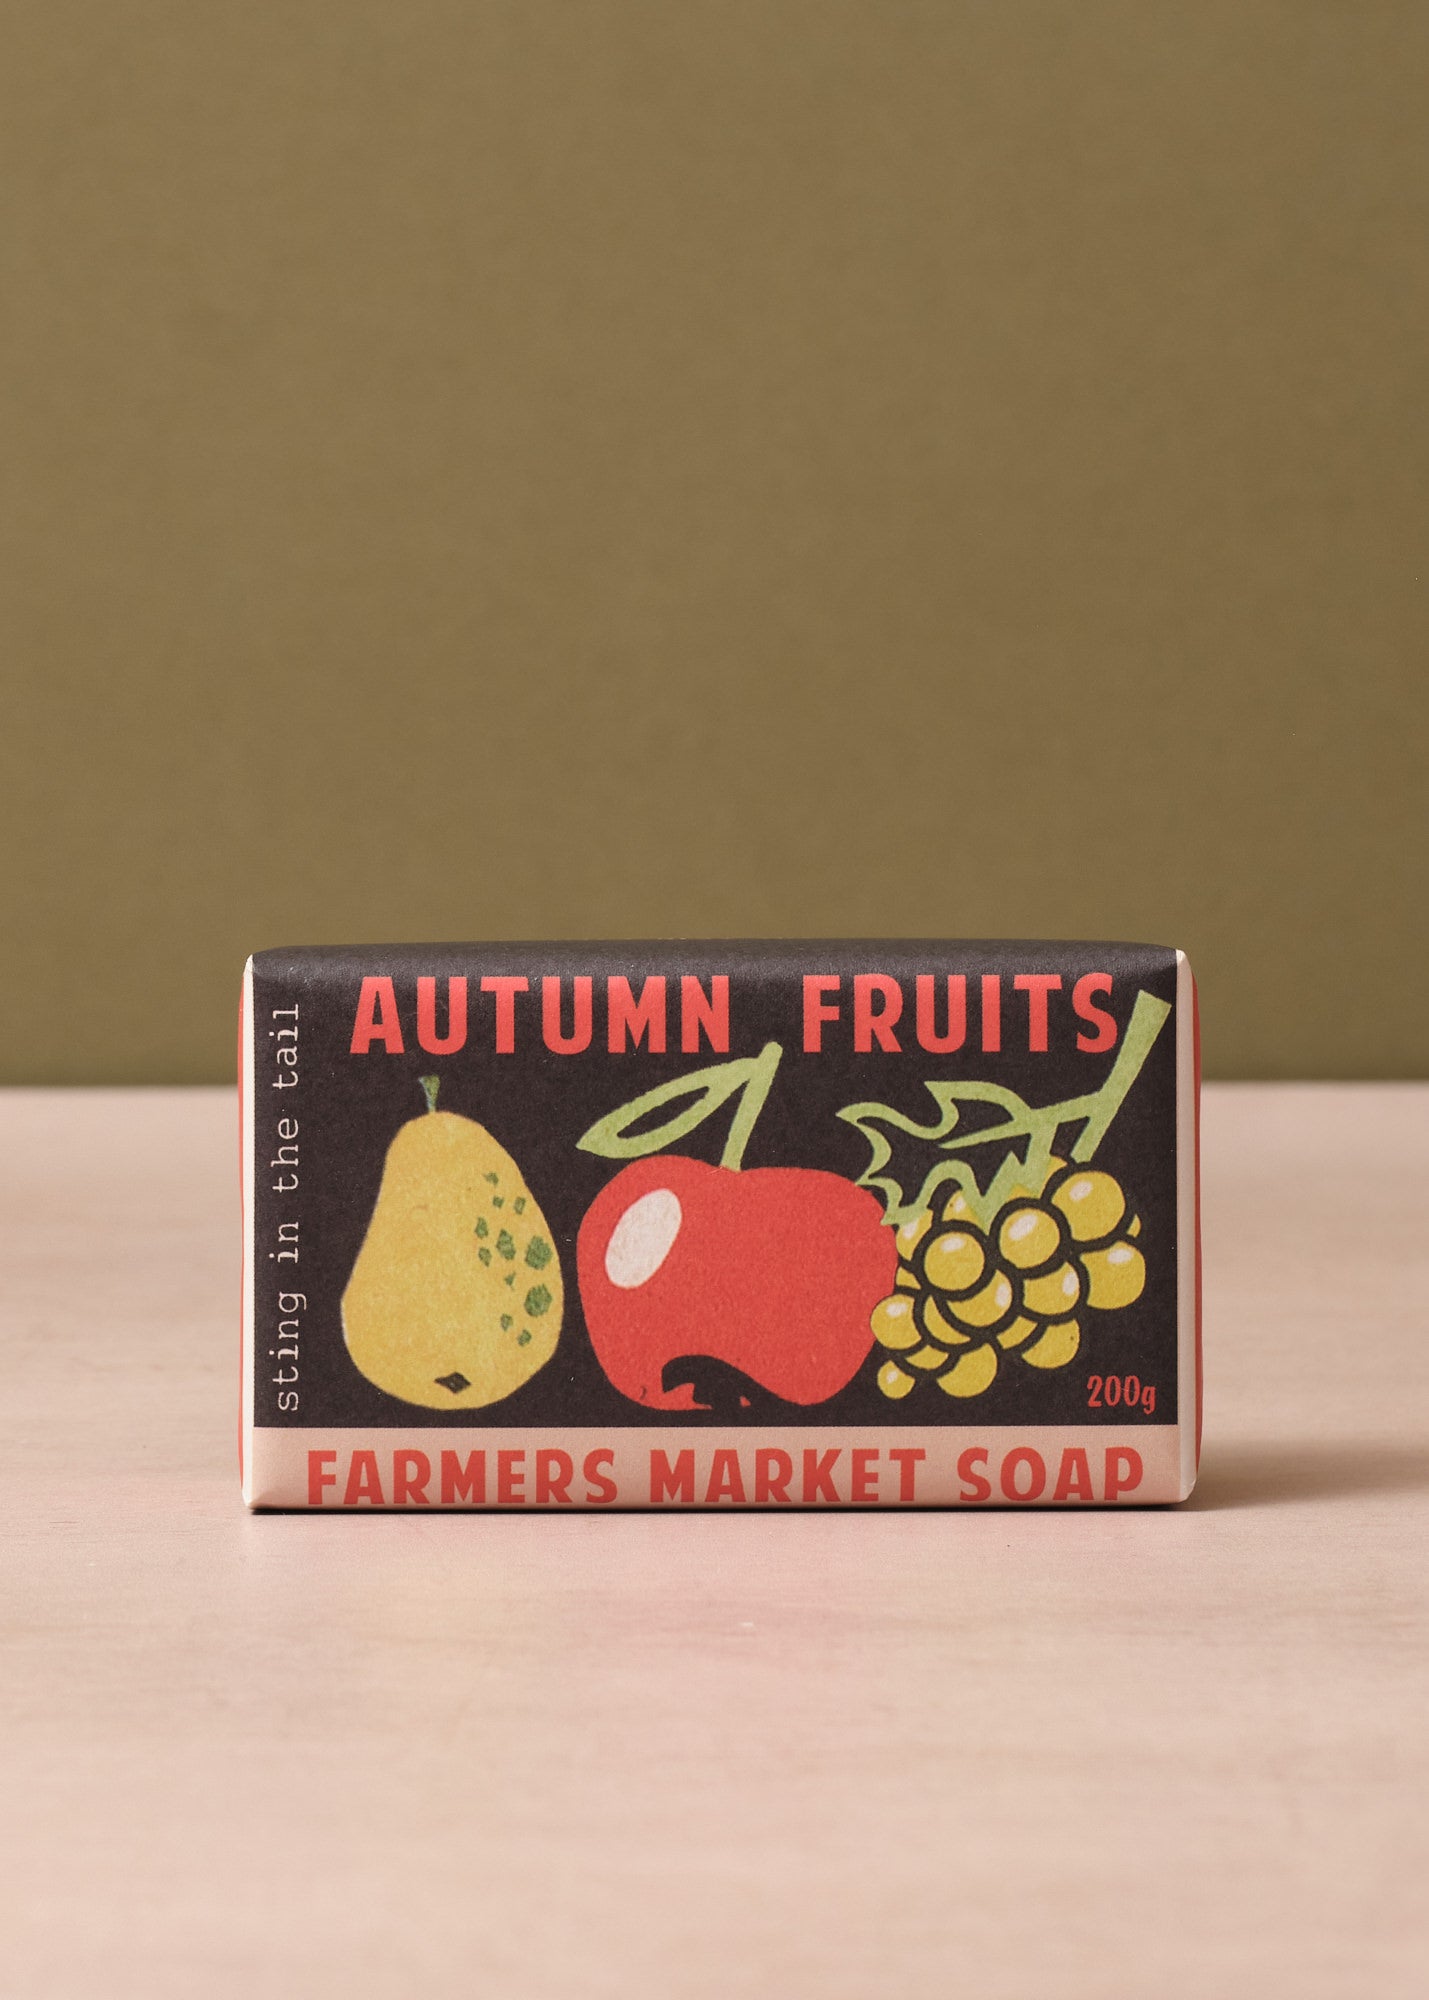 AUTUMN FRUITS
sting in the tail
200g
FARMERS MARKET SOAP